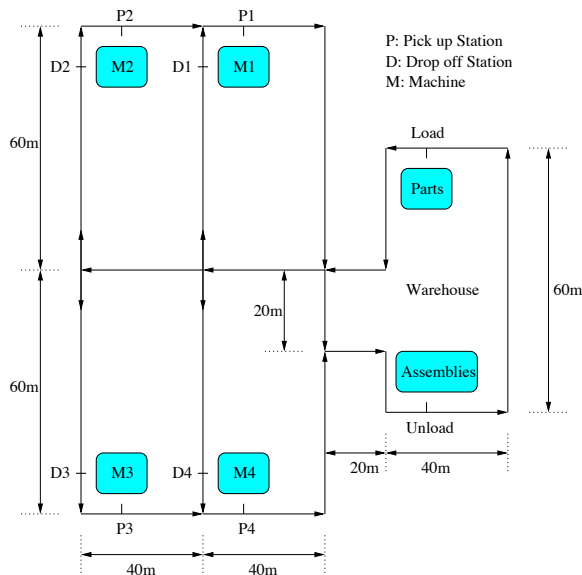 P2
P1
P: Pick up Station
D: Drop off Station
M: Machine
D2
M2
D1
M1
Load
60m
Parts
Warehouse
60m
20m
60m
Assemblies
Unload
D3
M3
D4
M4
20m
40m
P3
P4
40m
40m